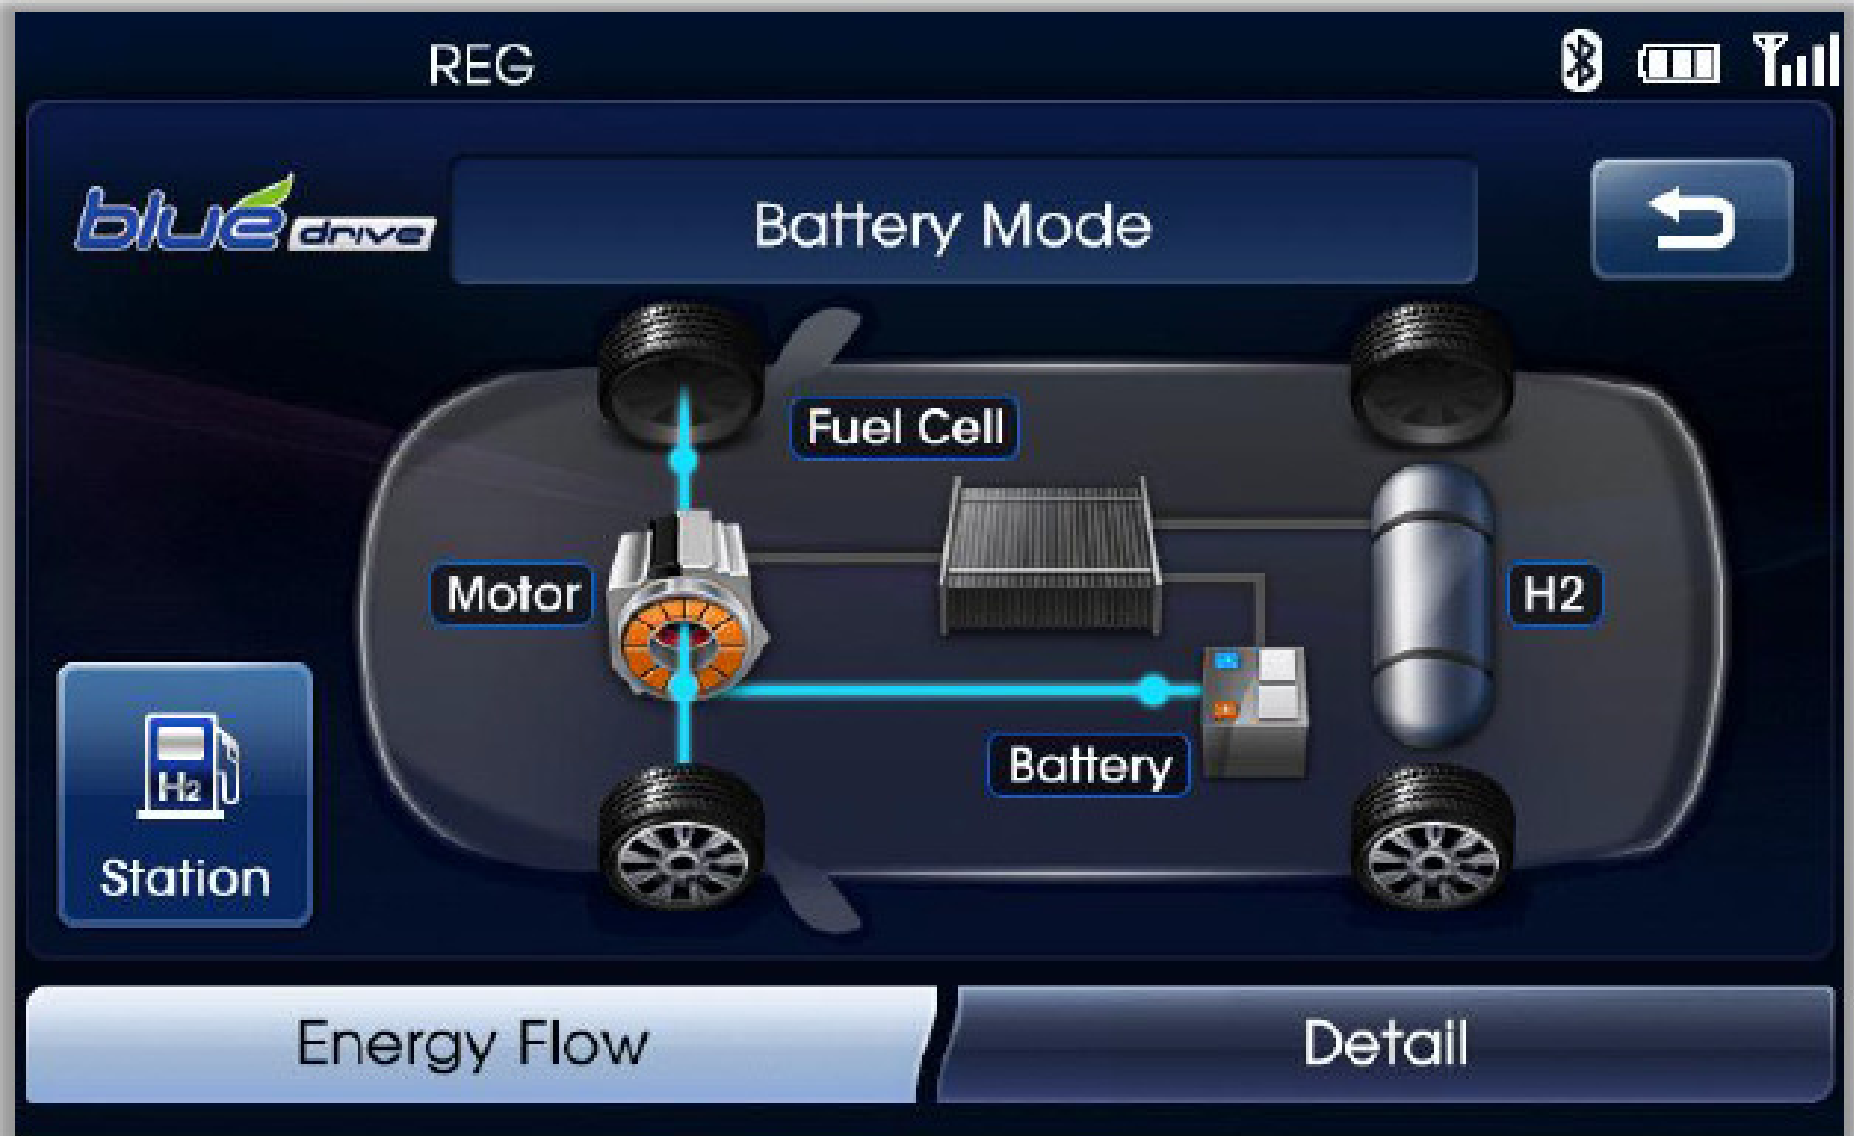 REG
blue drive
Battery Mode
Fuel Cell
Motor
H2
Battery
H2
Station
Energy Flow
Detail